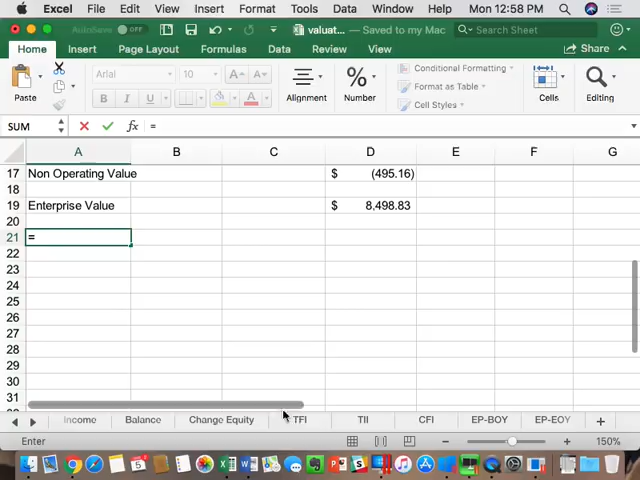 Excel File Edit View Insert Format Tools Data Window Help Mon 12:58 PM
AutoSave OFF valuat... — Saved to my Mac Search Sheet
Home Insert Page Layout Formulas Data Review View Share
Paste Arial 10 A A Alignment % Number Conditional Formatting Format as Table Cell Styles Cells Editing
B I U A
SUM fx =
A B C D E F G
17 Non Operating Value $ (495.16)
18
19 Enterprise Value $ 8,498.83
20
21 =
22
23
24
25
26
27
28
29
30
31
Income Balance Change Equity TFI TII CFI EP-BOY EP-EOY +
Enter 150%